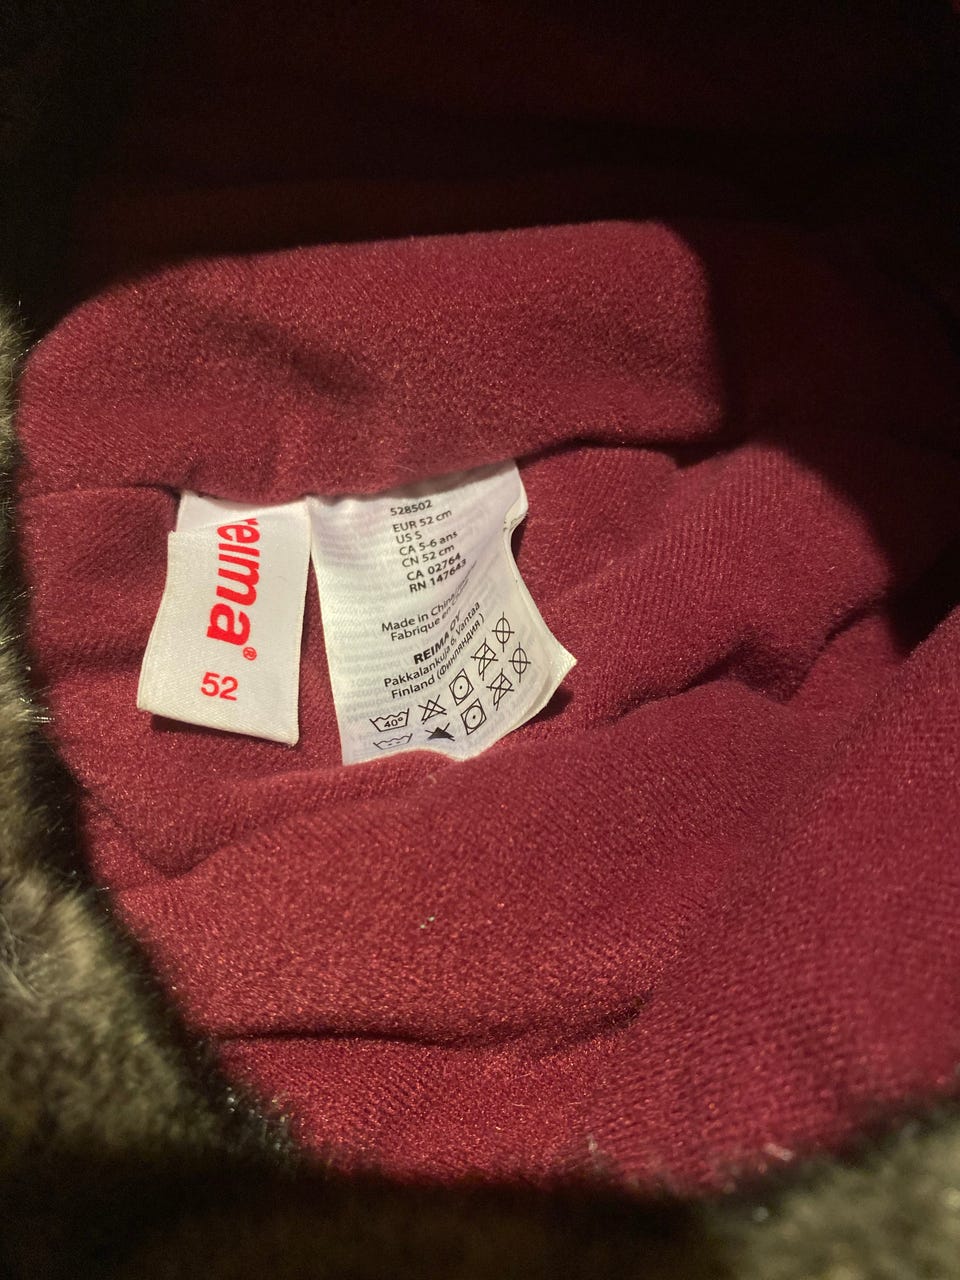 reima®
52
528502
EUR 52 cm
US S
CA 5-6 ans
CN 52 cm
CA 02764
RN 147643
Made in China
Fabrique en
REIMA OY
Pakkalankuja 6, Vantaa
Finland (Финляндия)
40°